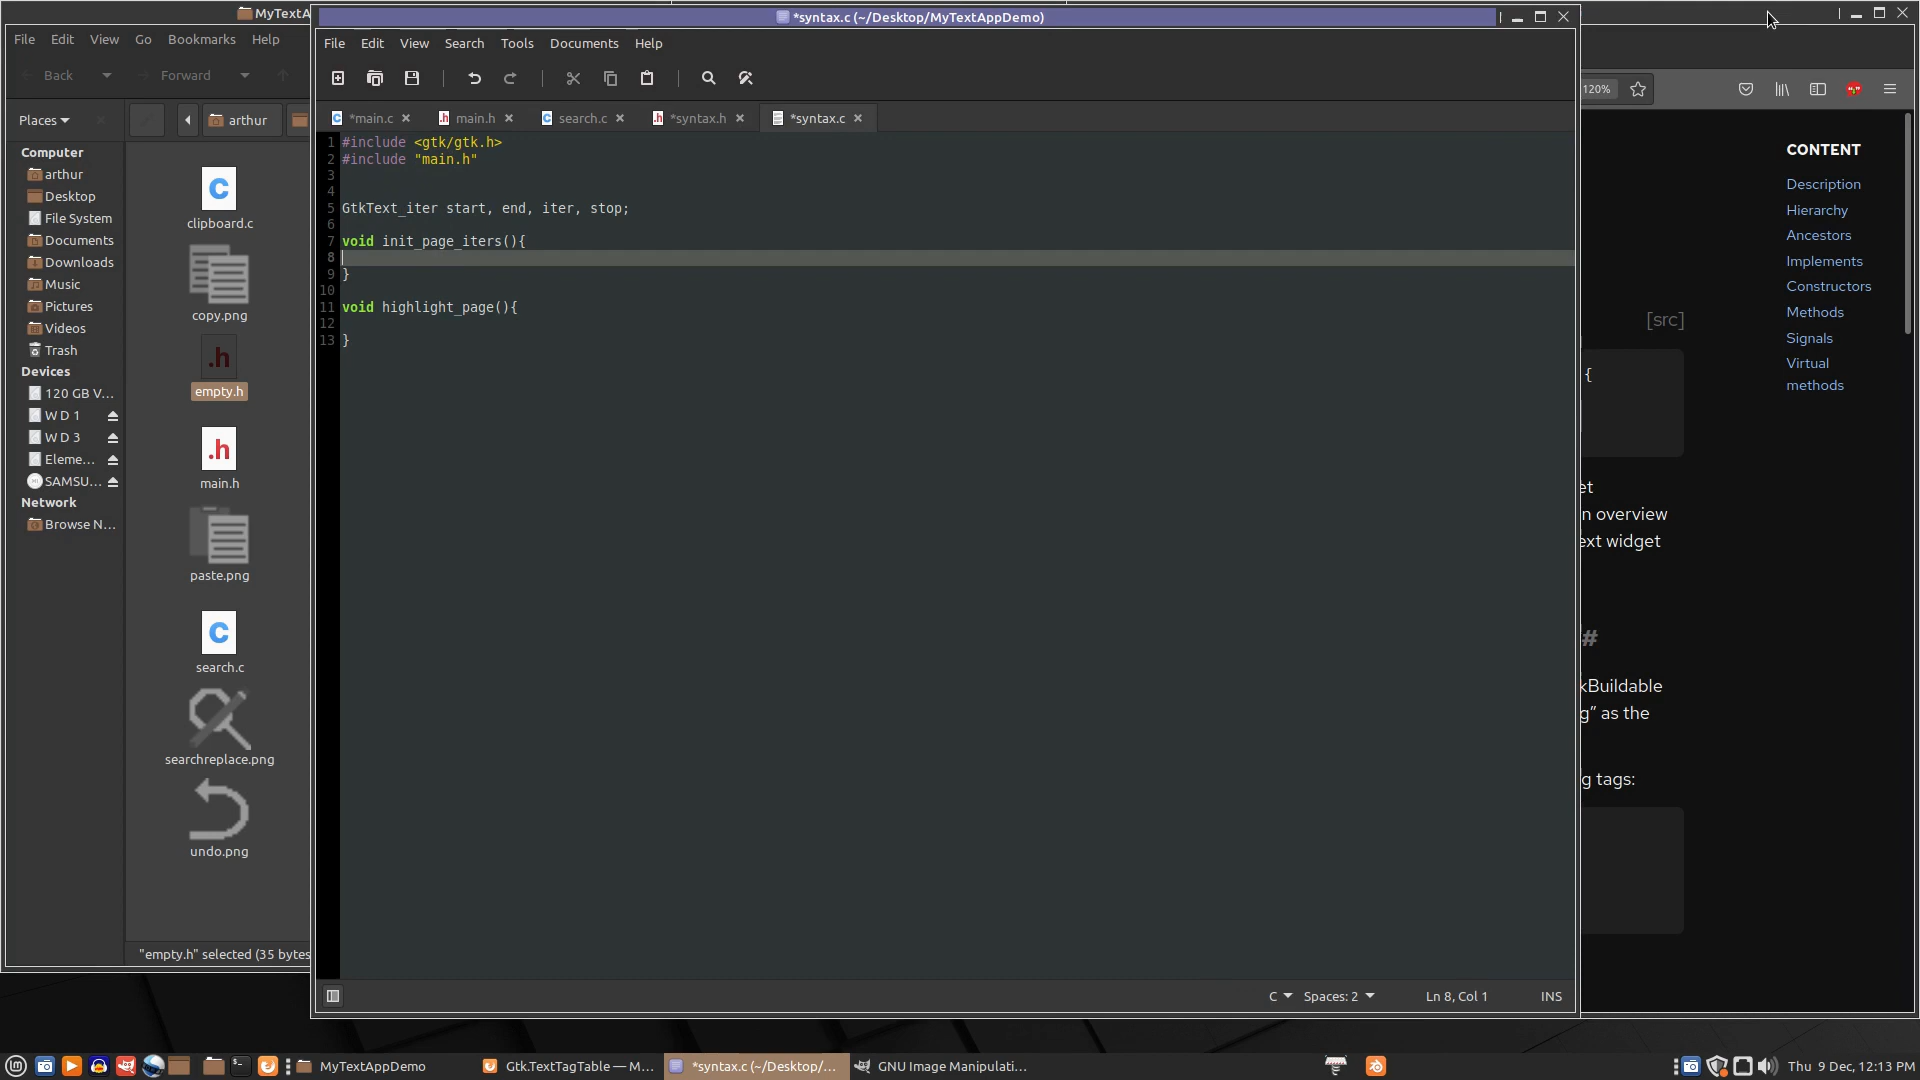 MyTextA
File Edit View Go Bookmarks Help
Back Forward
Places
arthur
Computer
arthur
Desktop
File System
Documents
Downloads
Music
Pictures
Videos
Trash
Devices
120 GB V...
W D 1
W D 3
Eleme...
SAMSU...
Network
Browse N...
clipboard.c
copy.png
empty.h
main.h
paste.png
search.c
searchreplace.png
undo.png
"empty.h" selected (35 bytes
*syntax.c (~/Desktop/MyTextAppDemo)
File Edit View Search Tools Documents Help
*main.c main.h search.c *syntax.h *syntax.c
1 #include <gtk/gtk.h>
2 #include "main.h"
3
4
5 GtkText_iter start, end, iter, stop;
6
7 void init_page_iters(){
8
9 }
10
11 void highlight_page(){
12
13 }
C Spaces: 2 Ln 8, Col 1 INS
120%
CONTENT
Description
Hierarchy
Ancestors
Implements
Constructors
Methods
Signals
Virtual
methods
[src]
{
et
n overview
ext widget
#
kBuildable
g” as the
g tags:
MyTextAppDemo
Gtk.TextTagTable — M...
*syntax.c (~/Desktop/...
GNU Image Manipulati...
Thu 9 Dec, 12:13 PM